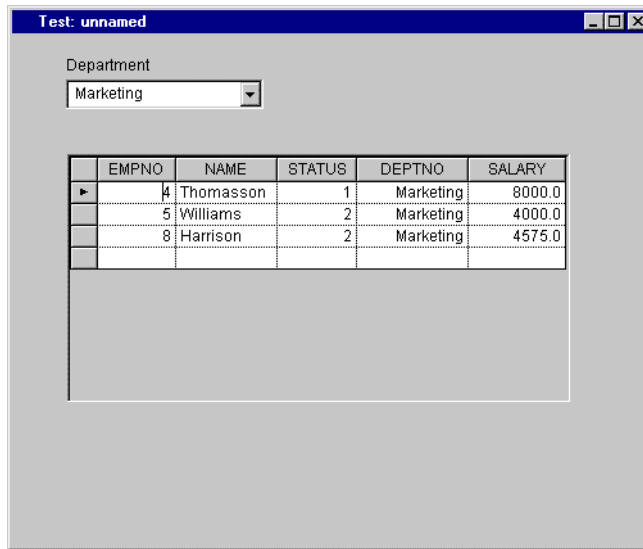 Test: unnamed
Department
Marketing
EMPNO NAME STATUS DEPTNO SALARY
4 Thomasson 1 Marketing 8000.0
5 Williams 2 Marketing 4000.0
8 Harrison 2 Marketing 4575.0